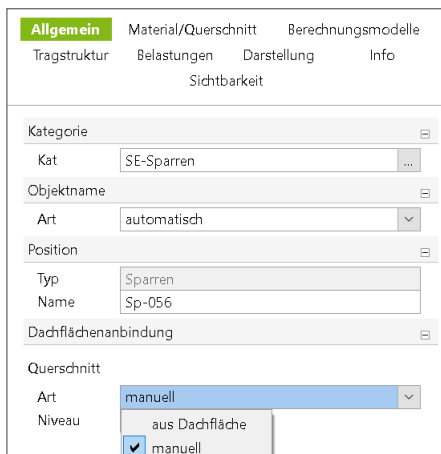 Allgemein Material/Querschnitt Berechnungsmodelle
Tragstruktur Belastungen Darstellung Info
Sichtbarkeit
Kategorie
Kat SE-Sparren ...
Objektname
Art automatisch
Position
Typ Sparren
Name Sp-056
Dachflächenanbindung
Querschnitt
Art manuell
Niveau
aus Dachfläche
manuell